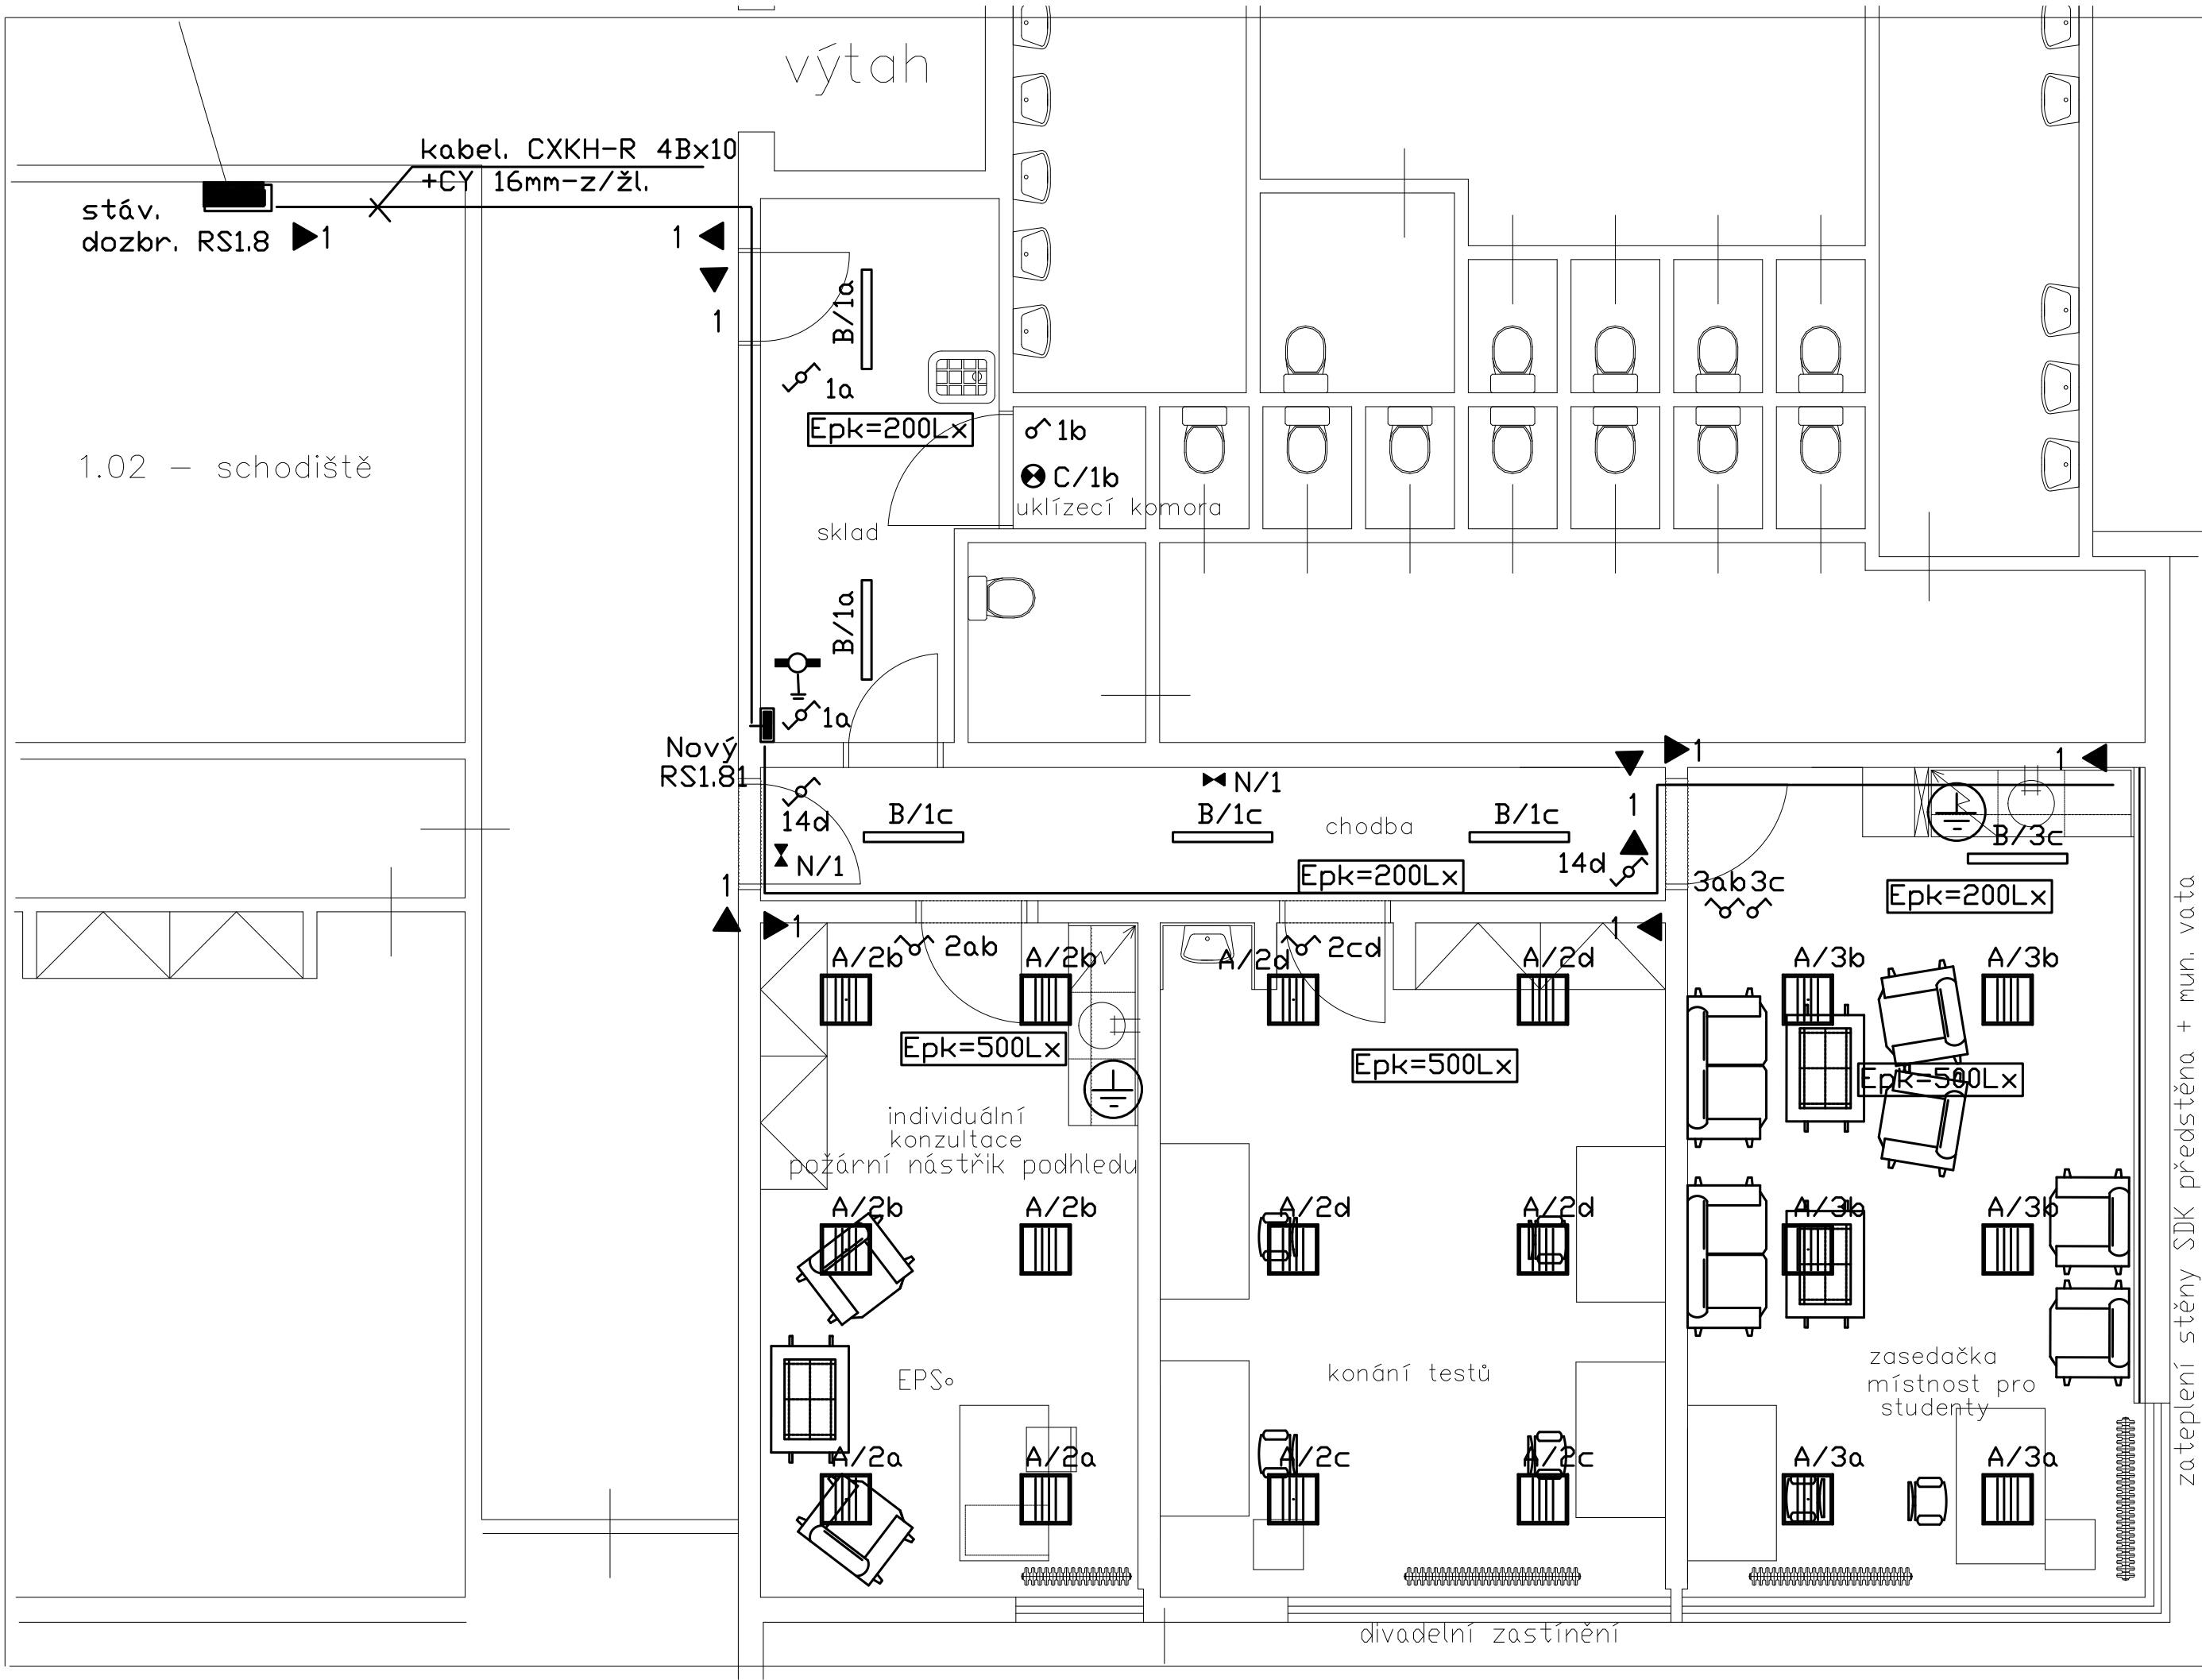 výtah
kabel. CXKH-R 4Bx10
+CY 16mm-z/žl.
stáv.
dozbr. RS1.8
1
1
1
B/1a
1a
Epk=200Lx
1b
C/1b
uklízecí komora
1.02 - schodiště
sklad
B/1a
1a
Nový
RS1.81
14d
N/1
B/1c
N/1
B/1c
chodba
B/1c
Epk=200Lx
14d
1
1
1
B/3c
Epk=200Lx
3ab
3c
1
1
1
A/2b
2ab
A/2b
A/2d
2cd
A/2d
A/3b
A/3b
Epk=500Lx
Epk=500Lx
Epk=500Lx
individuální
konzultace
požární nástřik podhledu
A/2b
A/2b
A/2d
A/2d
A/3b
A/3b
EPS
konání testů
zasedačka
místnost pro
studenty
A/2a
A/2a
A/2c
A/2c
A/3a
A/3a
divadelní zastínění
zateplení stěny SDK předstěna + mun. vata